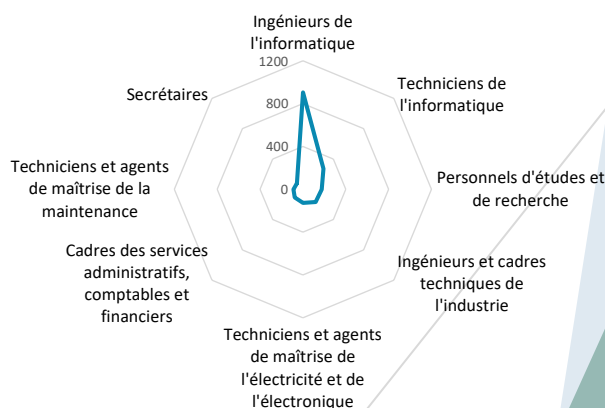 Ingénieurs de
l'informatique
1200
800
400
0
Techniciens de
l'informatique
Personnels d'études et
de recherche
Ingénieurs et cadres
techniques de
l'industrie
Techniciens et agents
de maîtrise de
l'électricité et de
l'électronique
Cadres des services
administratifs,
comptables et
financiers
Techniciens et agents
de maîtrise de la
maintenance
Secrétaires